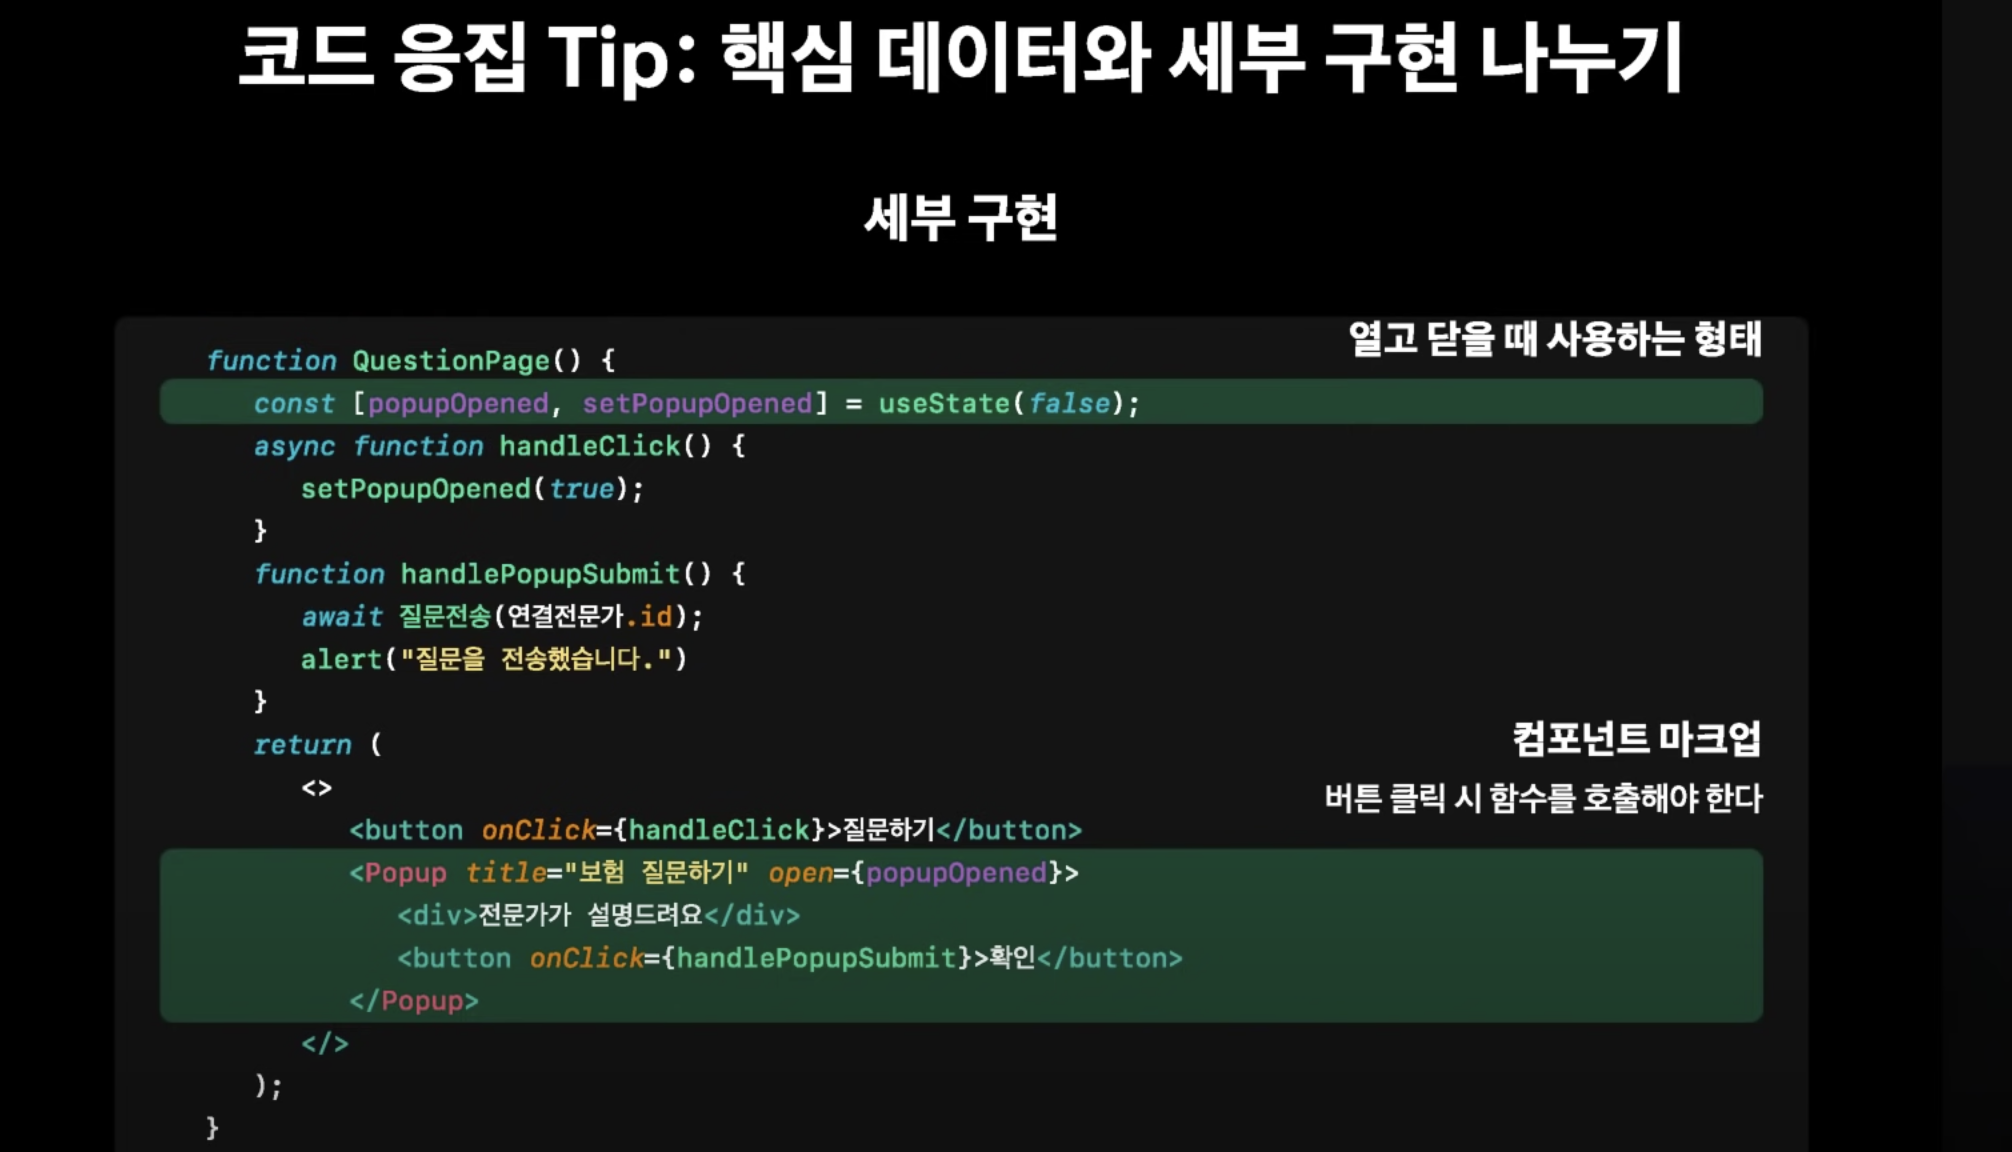 코드 응집 Tip: 핵심 데이터와 세부 구현 나누기
세부 구현
열고 닫을 때 사용하는 형태
function QuestionPage() {
const [popupOpened, setPopupOpened] = useState(false);
async function handleClick() {
setPopupOpened(true);
}
function handlePopupSubmit() {
await 질문전송(연결전문가.id);
alert("질문을 전송했습니다.")
}
return (
컴포넌트 마크업
<>
버튼 클릭 시 함수를 호출해야 한다
<button onClick={handleClick}>질문하기</button>
<Popup title="보험 질문하기" open={popupOpened}>
<div>전문가가 설명드려요</div>
<button onClick={handlePopupSubmit}>확인</button>
</Popup>
</>
);
}